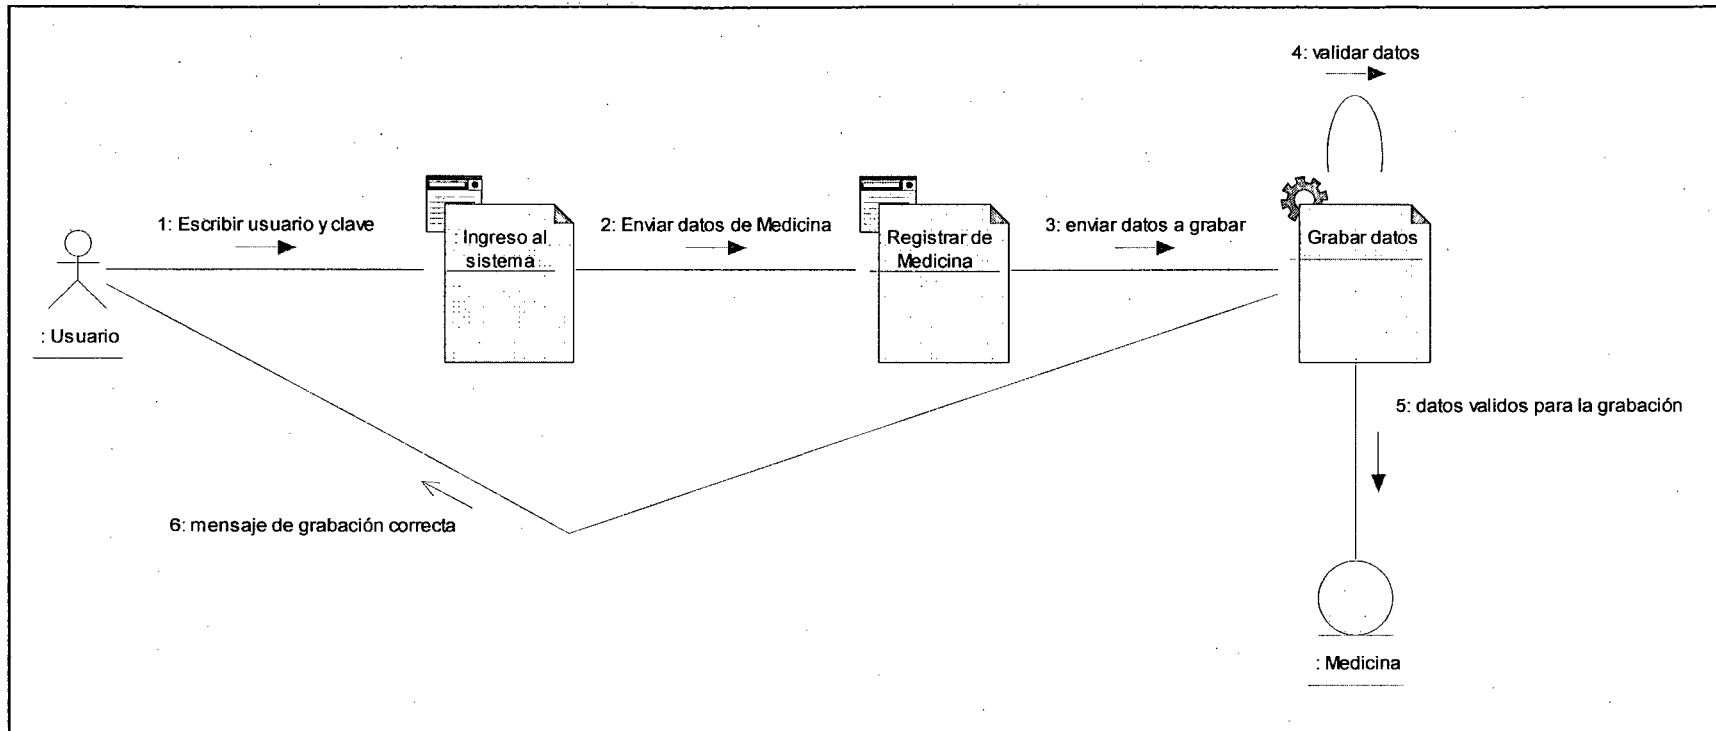 4: validar datos
1: Escribir usuario y clave
2: Enviar datos de Medicina
3: enviar datos a grabar
: Ingreso al
sistema
Registrar de
Medicina
Grabar datos
: Usuario
5: datos validos para la grabación
6: mensaje de grabación correcta
: Medicina